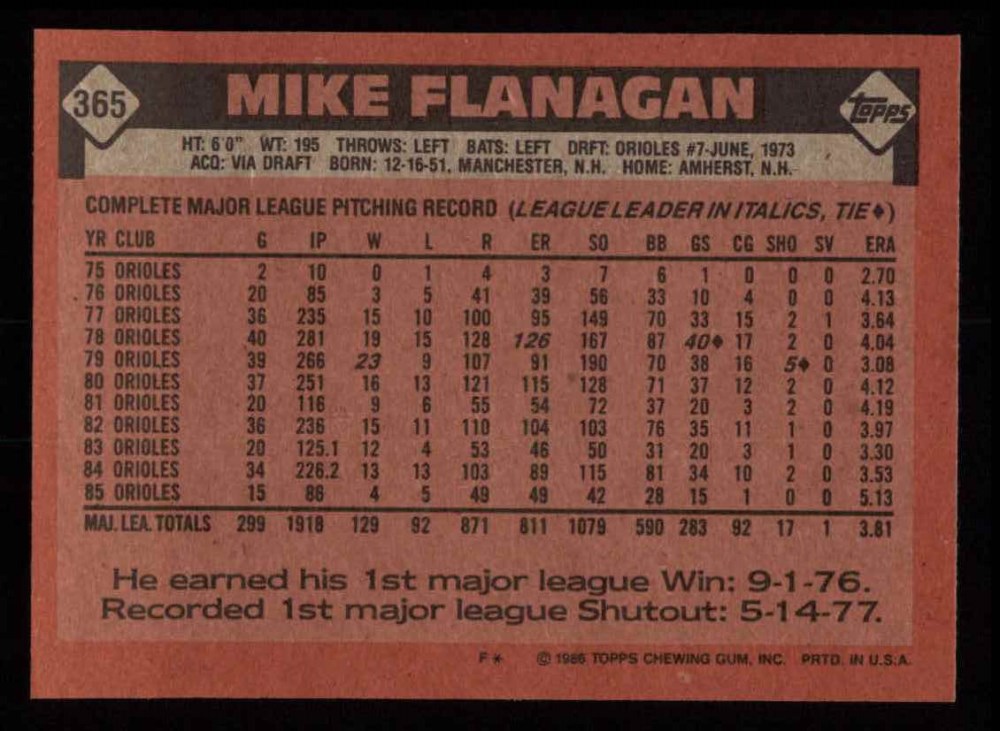 365 MIKE FLANAGAN Topps
HT: 6'0" WT: 195 THROWS: LEFT BATS: LEFT DRFT: ORIOLES #7-JUNE, 1973
ACQ: VIA DRAFT BORN: 12-16-51, MANCHESTER, N.H. HOME: AMHERST, N.H.
COMPLETE MAJOR LEAGUE PITCHING RECORD (LEAGUE LEADER IN ITALICS, TIE♦)
YR CLUB G IP W L R ER SO BB GS CG SHO SV ERA
75 ORIOLES 2 10 0 1 4 3 7 6 1 0 0 0 2.70
76 ORIOLES 20 85 3 5 41 39 56 33 10 4 0 0 4.13
77 ORIOLES 36 235 15 10 100 95 149 70 33 15 2 1 3.64
78 ORIOLES 40 281 19 15 128 126 167 87 40♦ 17 2 0 4.04
79 ORIOLES 39 266 23 9 107 91 190 70 38 16 5♦ 0 3.08
80 ORIOLES 37 251 16 13 121 115 128 71 37 12 2 0 4.12
81 ORIOLES 20 116 9 6 55 54 72 37 20 3 2 0 4.19
82 ORIOLES 36 236 15 11 110 104 103 76 35 11 1 0 3.97
83 ORIOLES 20 125.1 12 4 53 46 50 31 20 3 1 0 3.30
84 ORIOLES 34 226.2 13 13 103 89 115 81 34 10 2 0 3.53
85 ORIOLES 15 86 4 5 49 49 42 28 15 1 0 0 5.13
MAJ. LEA. TOTALS 299 1918 129 92 871 811 1079 590 283 92 17 1 3.81
He earned his 1st major league Win: 9-1-76.
Recorded 1st major league Shutout: 5-14-77.
F* © 1986 TOPPS CHEWING GUM, INC. PRTD. IN U.S.A.